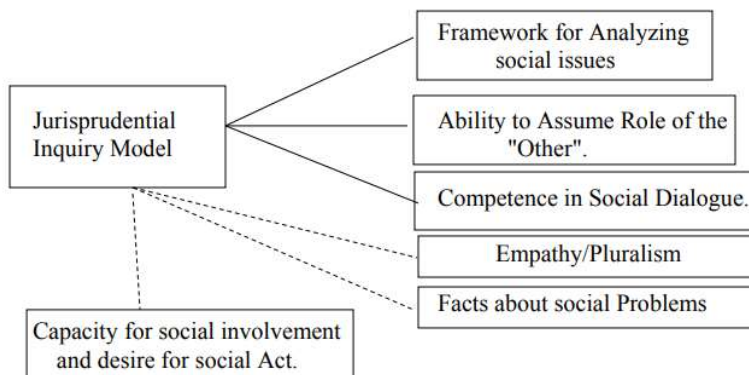 Framework for Analyzing
social issues
Jurisprudential
Inquiry Model
Ability to Assume Role of the
"Other".
Competence in Social Dialogue.
Empathy/Pluralism
Facts about social Problems
Capacity for social involvement
and desire for social Act.